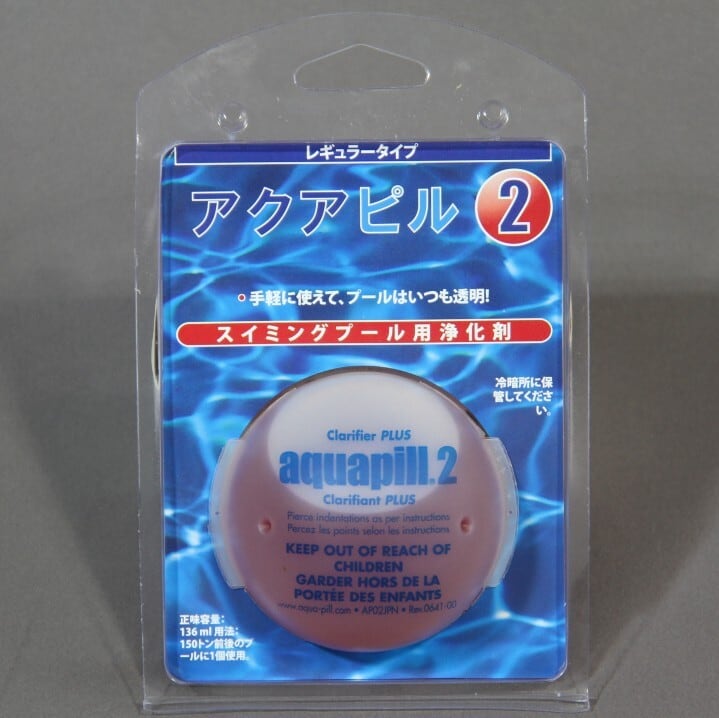 レギュラータイプ
アクアピル 2
• 手軽に使えて、プールはいつも透明!
スイミングプール用浄化剤
冷暗所に保
管してくださ
い。
Clarifier PLUS
aquapill.2
Clarifiant PLUS
Pierce indentations as per instructions
Percez les points selon les instructions
KEEP OUT OF REACH OF
CHILDREN
GARDER HORS DE LA
PORTÉE DES ENFANTS
www.aqua-pill.com • AP02JPN • Rev.0641-00
正味容量:
136 ml 用法:
150トン前後のプ
ールに1個使用。